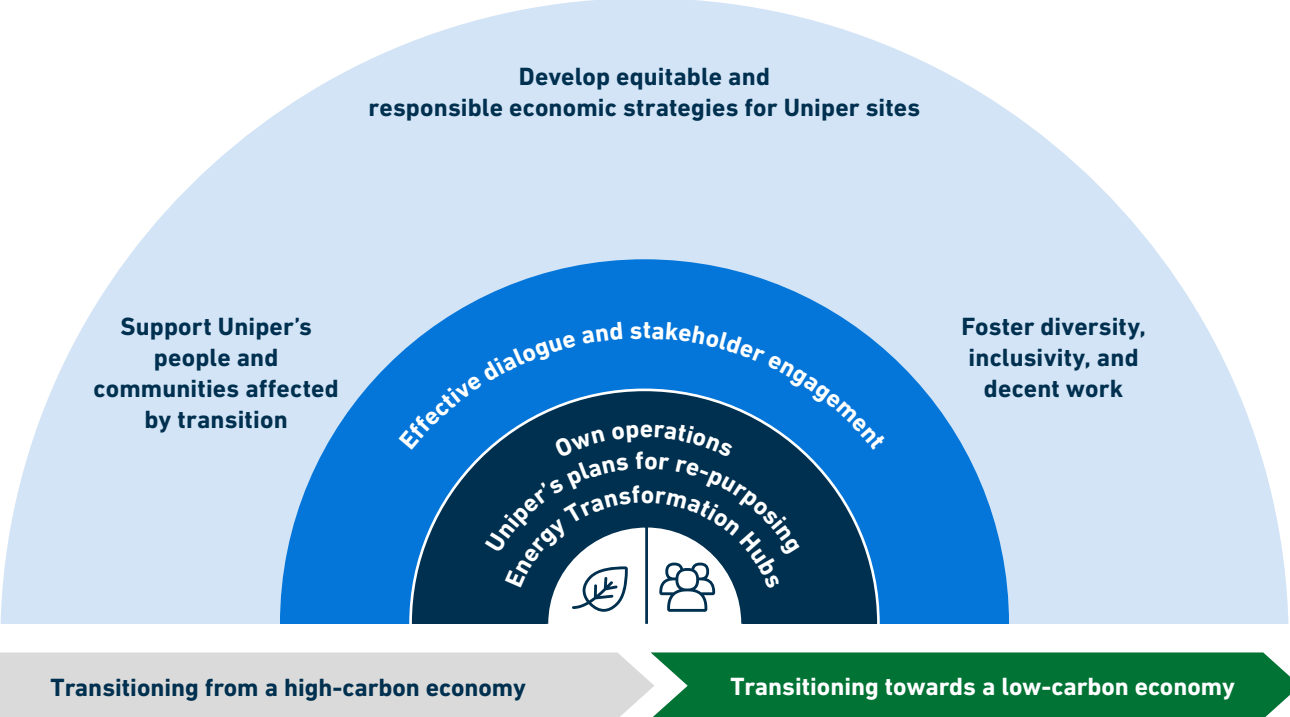 Develop equitable and
responsible economic strategies for Uniper sites
Support Uniper’s
people and
communities affected
by transition
Foster diversity,
inclusivity, and
decent work
Effective dialogue and stakeholder engagement
Own operations
Uniper’s plans for re-purposing
Energy Transformation Hubs
Transitioning from a high-carbon economy
Transitioning towards a low-carbon economy